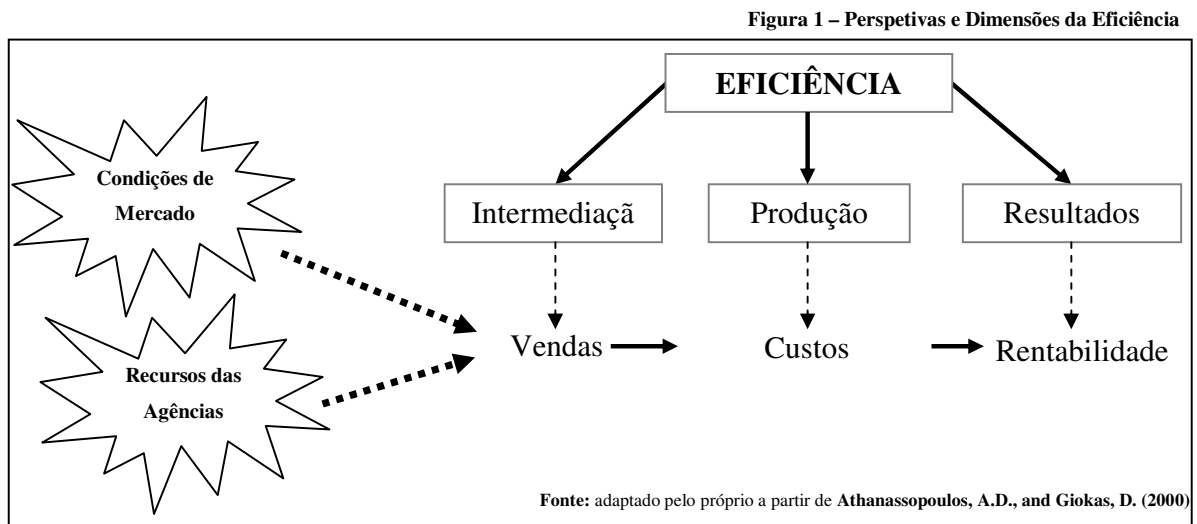 Figura 1 – Perspetivas e Dimensões da Eficiência
EFICIÊNCIA
Condições de
Mercado
Intermediaçã
Produção
Resultados
Vendas
Custos
Rentabilidade
Recursos das
Agências
Fonte: adaptado pelo próprio a partir de Athanassopoulos, A.D., and Giokas, D. (2000)